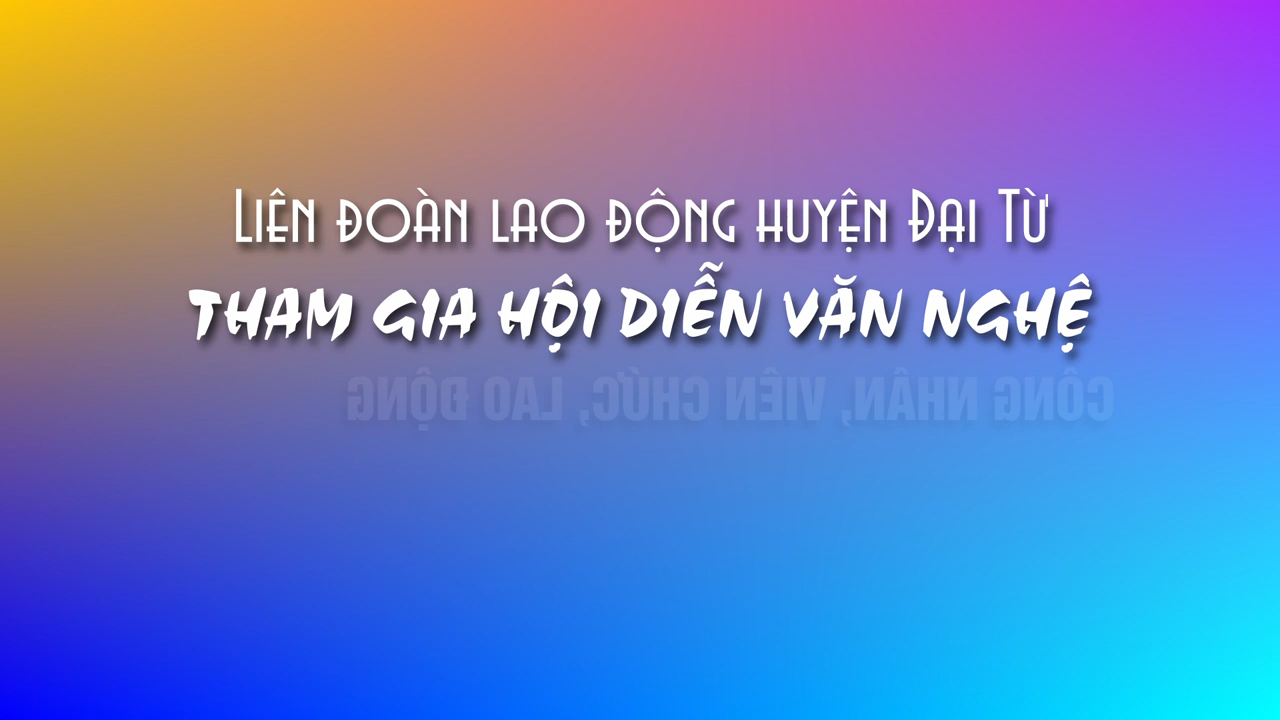 Liên đoàn lao động huyện Đại Từ
THAM GIA HỘI DIỄN VĂN NGHỆ
CÔNG NHÂN, VIÊN CHỨC, LAO ĐỘNG